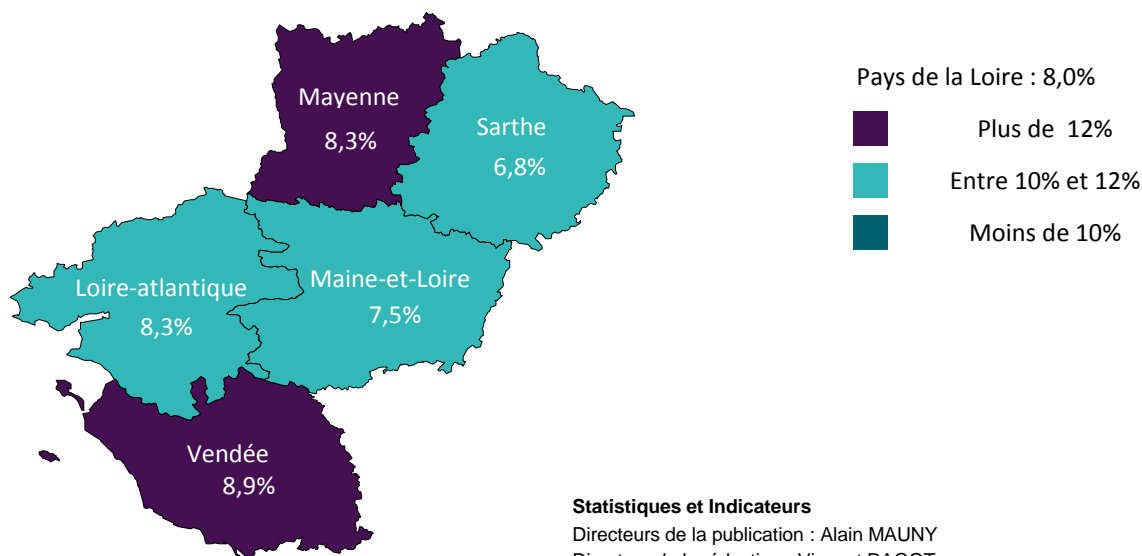 Mayenne
8,3%
Sarthe
6,8%
Loire-atlantique
8,3%
Maine-et-Loire
7,5%
Vendée
8,9%
Pays de la Loire : 8,0%
Plus de 12%
Entre 10% et 12%
Moins de 10%
Statistiques et Indicateurs
Directeurs de la publication : Alain MAUNY